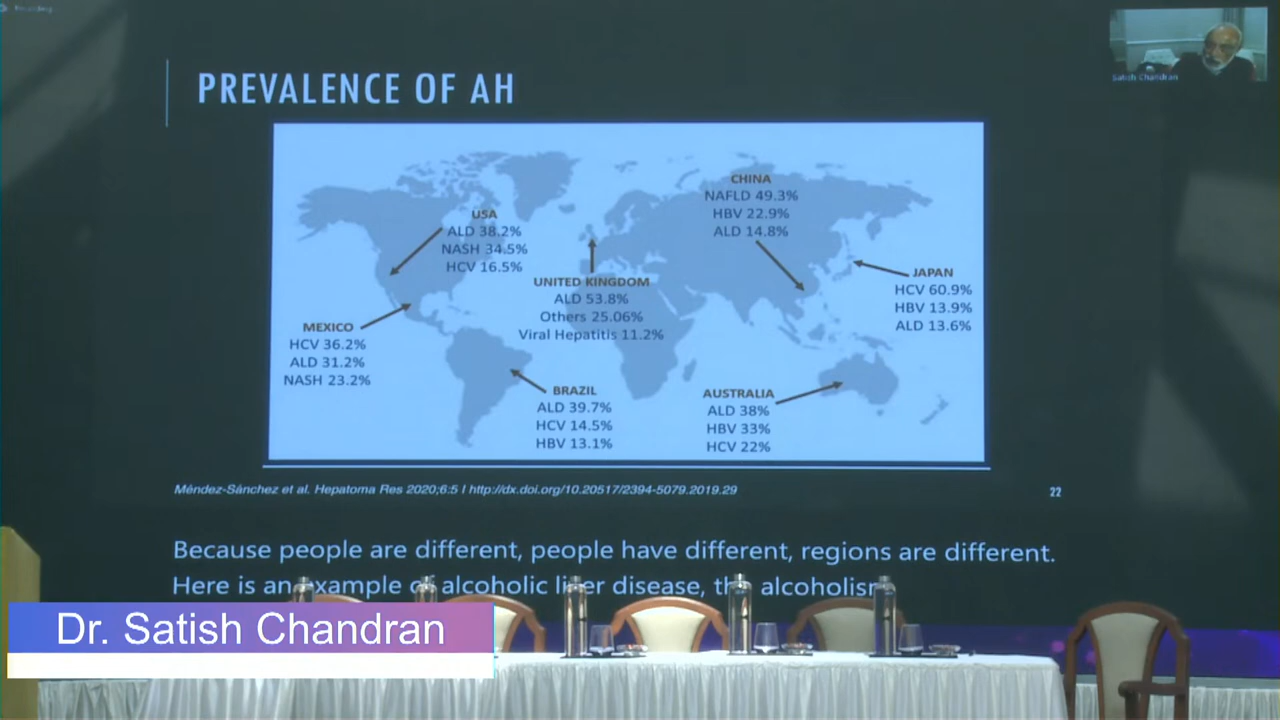 Satish Chandran
PREVALENCE OF AH
CHINA
NAFLD 49.3%
HBV 22.9%
ALD 14.8%
USA
ALD 38.2%
NASH 34.5%
HCV 16.5%
JAPAN
HCV 60.9%
HBV 13.9%
ALD 13.6%
UNITED KINGDOM
ALD 53.8%
Others 25.06%
Viral Hepatitis 11.2%
MEXICO
HCV 36.2%
ALD 31.2%
NASH 23.2%
BRAZIL
ALD 39.7%
HCV 14.5%
HBV 13.1%
AUSTRALIA
ALD 38%
HBV 33%
HCV 22%
Méndez-Sánchez et al. Hepatoma Res 2020;6:5 I http://dx.doi.org/10.20517/2394-5079.2019.29
22
Because people are different, people have different, regions are different.
Here is an example of alcoholic liver disease, the alcoholism
Dr. Satish Chandran